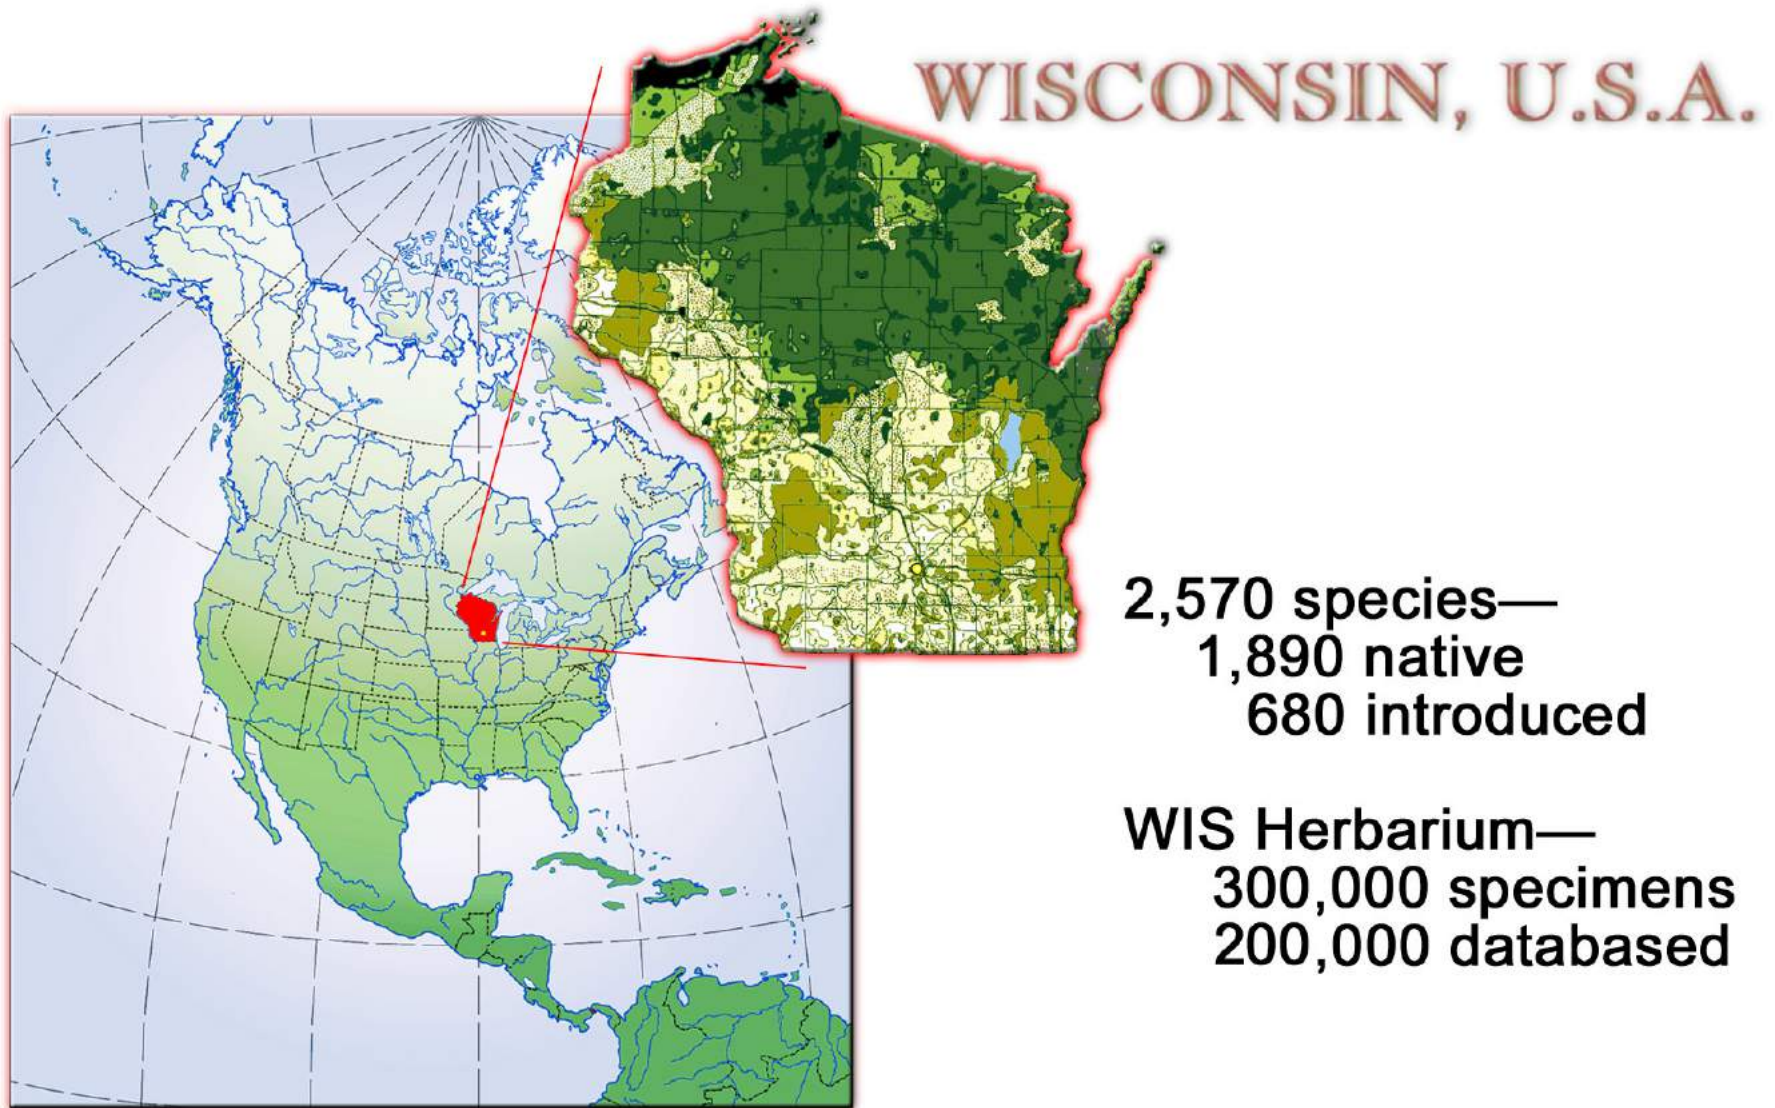 WISCONSIN, U.S.A.
2,570 species—
1,890 native
680 introduced
WIS Herbarium—
300,000 specimens
200,000 databased